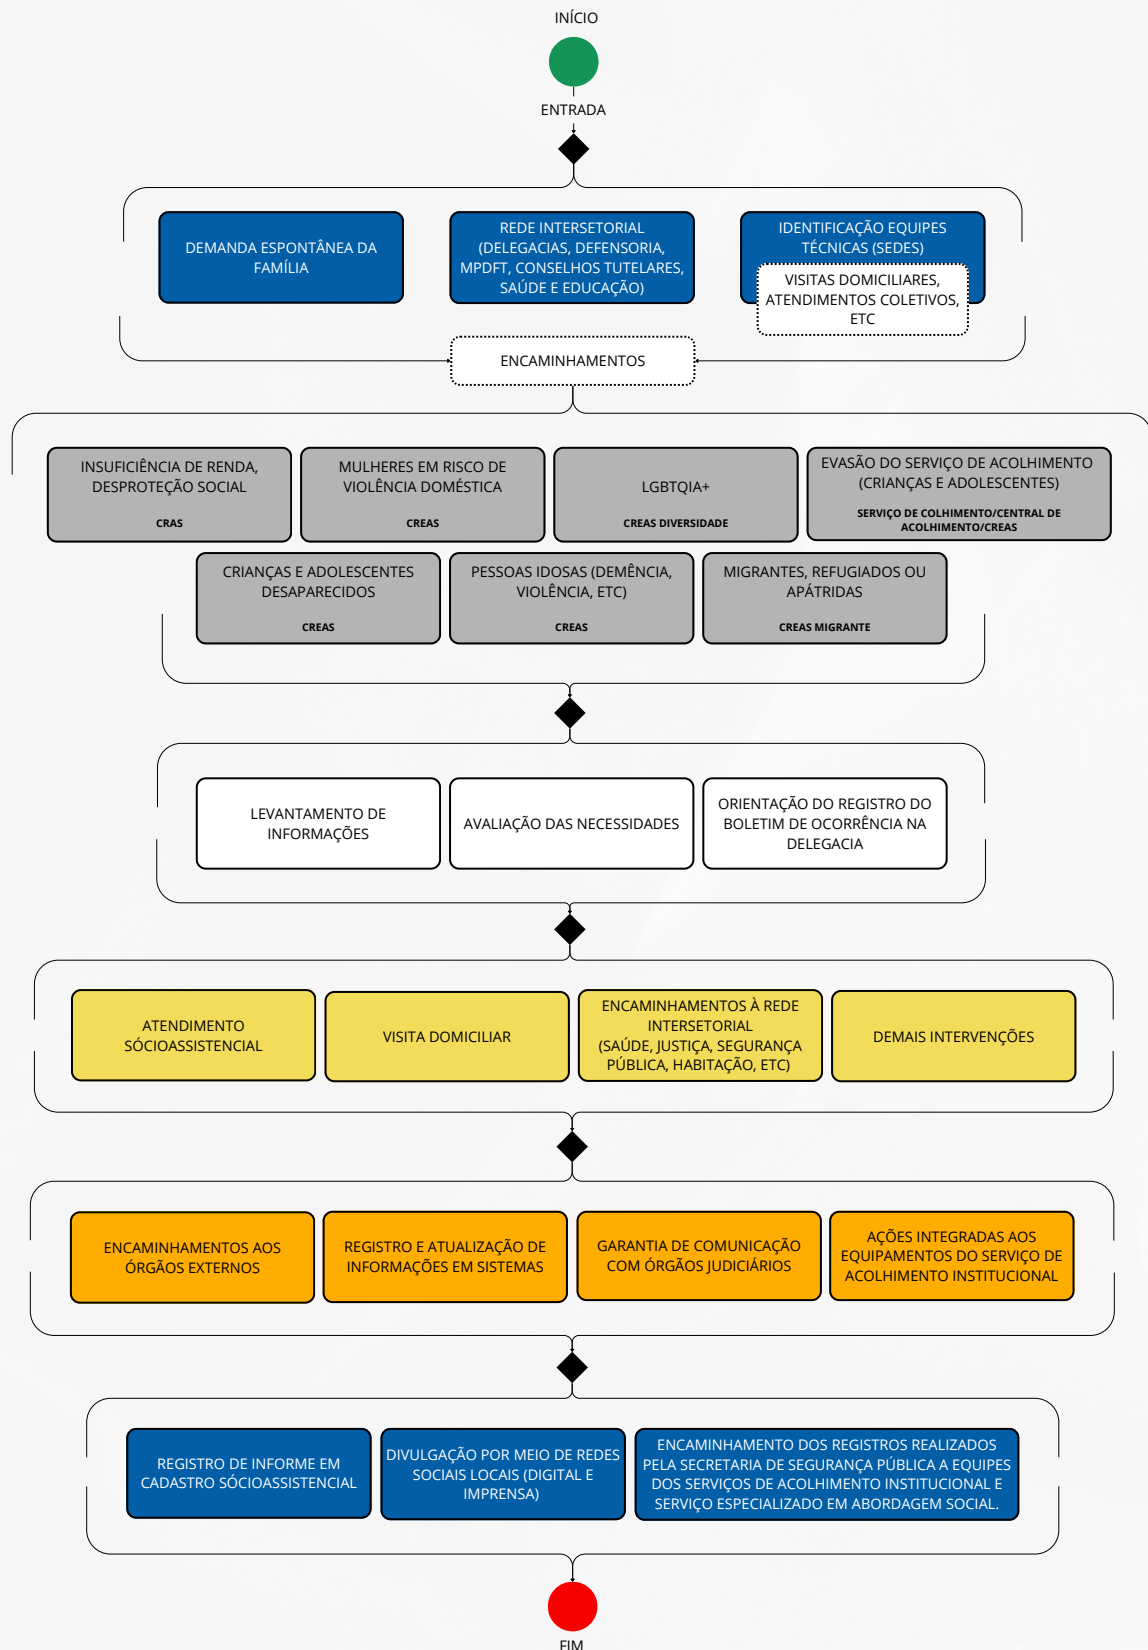 INÍCIO
ENTRADA
DEMANDA ESPONTÂNEA DA
FAMÍLIA
REDE INTERSETORIAL
(DELEGACIAS, DEFENSORIA,
MPDFT, CONSELHOS TUTELARES,
SAÚDE E EDUCAÇÃO)
IDENTIFICAÇÃO EQUIPES
TÉCNICAS (SEDES)
VISITAS DOMICILIARES,
ATENDIMENTOS COLETIVOS,
ETC
ENCAMINHAMENTOS
INSUFICIÊNCIA DE RENDA,
DESPROTEÇÃO SOCIAL
CRAS
MULHERES EM RISCO DE
VIOLÊNCIA DOMÉSTICA
CREAS
LGBTQIA+
CREAS DIVERSIDADE
EVASÃO DO SERVIÇO DE ACOLHIMENTO
(CRIANÇAS E ADOLESCENTES)
SERVIÇO DE COLHIMENTO/CENTRAL DE
ACOLHIMENTO/CREAS
CRIANÇAS E ADOLESCENTES
DESAPARECIDOS
CREAS
PESSOAS IDOSAS (DEMÊNCIA,
VIOLÊNCIA, ETC)
CREAS
MIGRANTES, REFUGIADOS OU
APÁTRIDAS
CREAS MIGRANTE
LEVANTAMENTO DE
INFORMAÇÕES
AVALIAÇÃO DAS NECESSIDADES
ORIENTAÇÃO DO REGISTRO DO
BOLETIM DE OCORRÊNCIA NA
DELEGACIA
ATENDIMENTO
SÓCIOASSISTENCIAL
VISITA DOMICILIAR
ENCAMINHAMENTOS À REDE
INTERSETORIAL
(SAÚDE, JUSTIÇA, SEGURANÇA
PÚBLICA, HABITAÇÃO, ETC)
DEMAIS INTERVENÇÕES
ENCAMINHAMENTOS AOS
ÓRGÃOS EXTERNOS
REGISTRO E ATUALIZAÇÃO DE
INFORMAÇÕES EM SISTEMAS
GARANTIA DE COMUNICAÇÃO
COM ÓRGÃOS JUDICIÁRIOS
AÇÕES INTEGRADAS AOS
EQUIPAMENTOS DO SERVIÇO DE
ACOLHIMENTO INSTITUCIONAL
REGISTRO DE INFORME EM
CADASTRO SÓCIOASSISTENCIAL
DIVULGAÇÃO POR MEIO DE REDES
SOCIAIS LOCAIS (DIGITAL E
IMPRENSA)
ENCAMINHAMENTO DOS REGISTROS REALIZADOS
PELA SECRETARIA DE SEGURANÇA PÚBLICA A EQUIPES
DOS SERVIÇOS DE ACOLHIMENTO INSTITUCIONAL E
SERVIÇO ESPECIALIZADO EM ABORDAGEM SOCIAL.
FIM